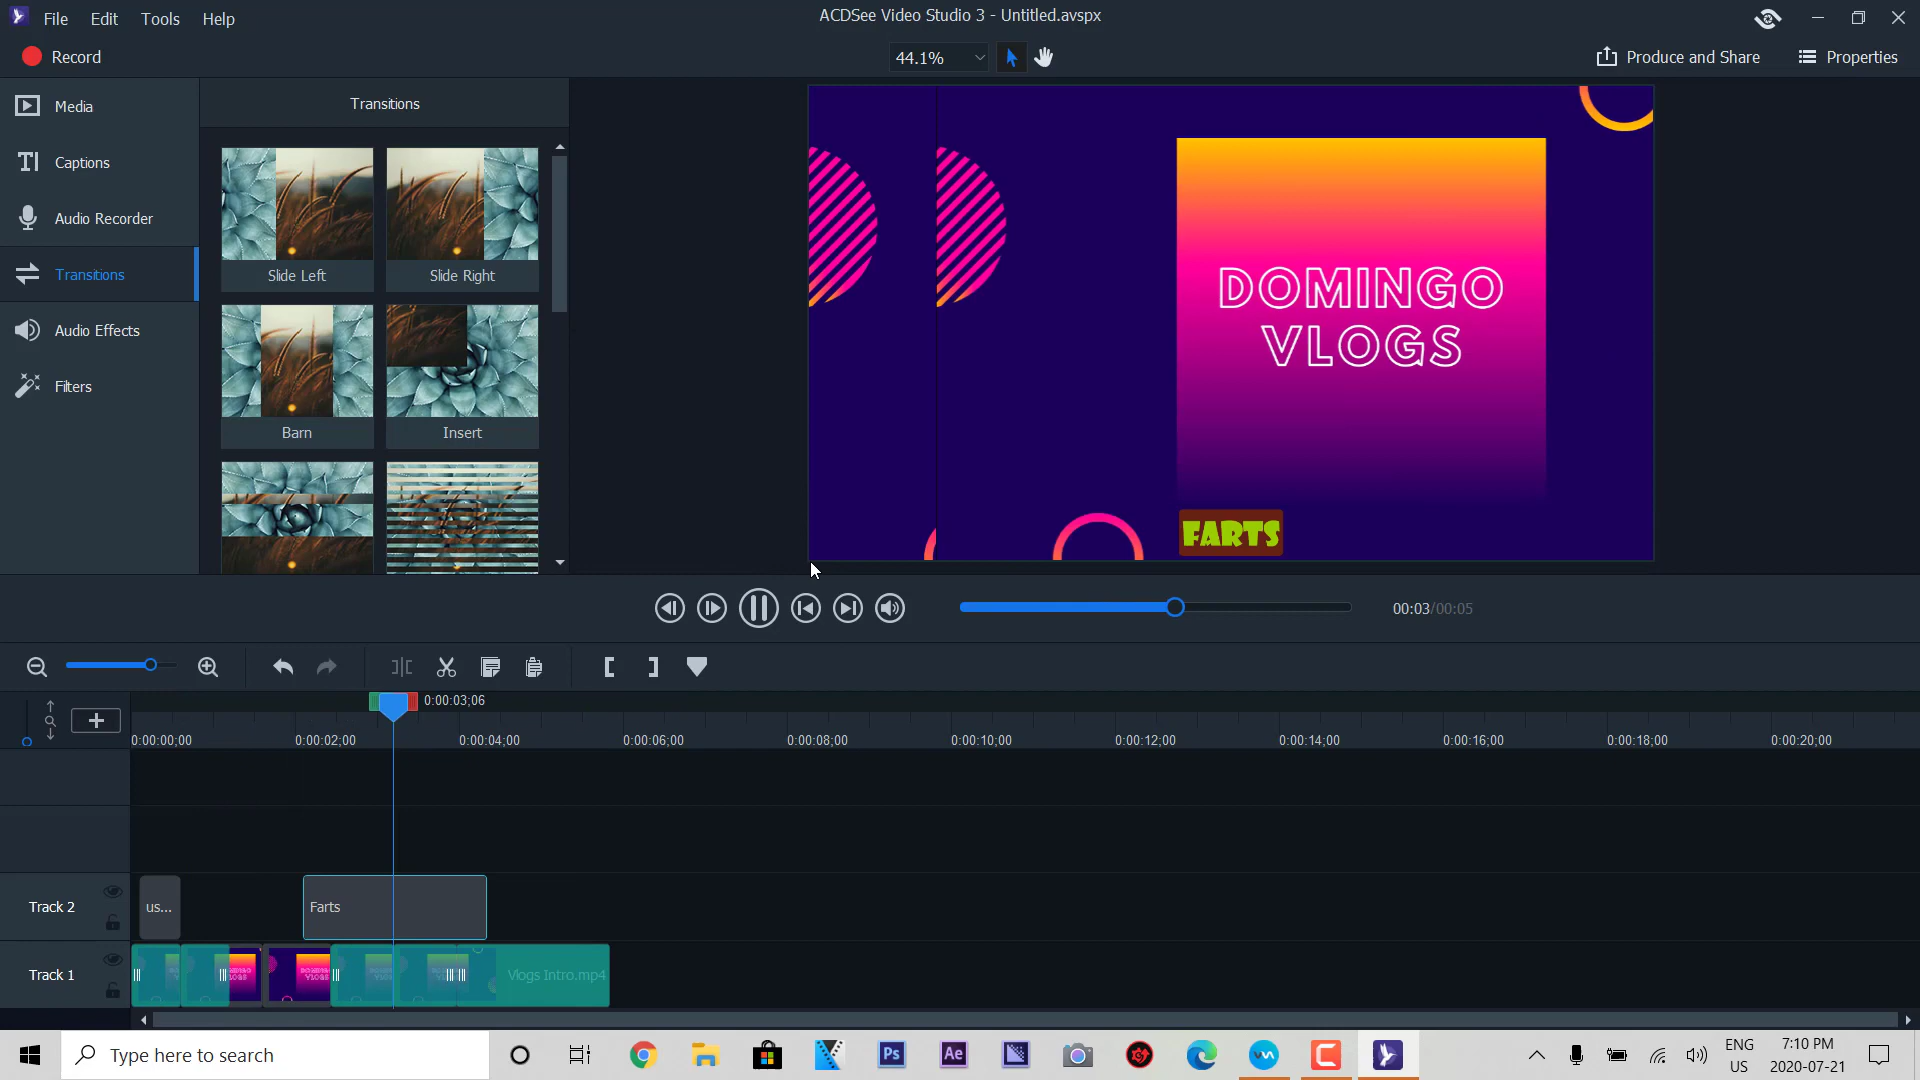 File Edit Tools Help
ACDSee Video Studio 3 - Untitled.avspx
Record
44.1%
Produce and Share
Properties
Media
Captions
Audio Recorder
Transitions
Audio Effects
Filters
Transitions
Slide Left
Slide Right
Barn
Insert
DOMINGO
VLOGS
FARTS
00:03/00:05
0:00:03;06
0:00:00;00 0:00:02;00 0:00:04;00 0:00:06;00 0:00:08;00 0:00:10;00 0:00:12;00 0:00:14;00 0:00:16;00 0:00:18;00 0:00:20;00
Track 2
us...
Farts
Track 1
Vlogs Intro.mp4
Type here to search
Ps
Ae
ENG
US
7:10 PM
2020-07-21